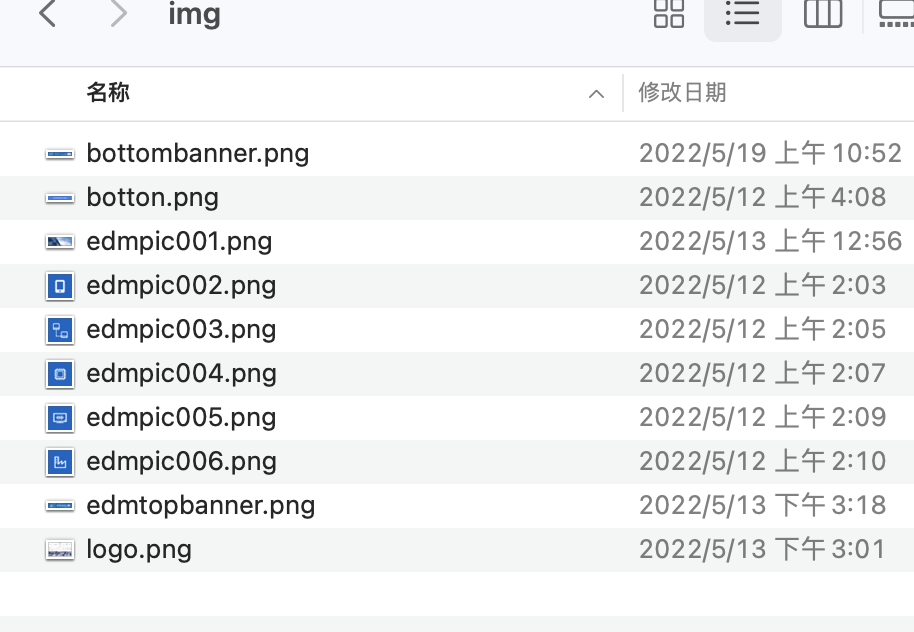 img
名称 修改日期
bottombanner.png 2022/5/19 上午 10:52
botton.png 2022/5/12 上午 4:08
edmpic001.png 2022/5/13 上午 12:56
edmpic002.png 2022/5/12 上午 2:03
edmpic003.png 2022/5/12 上午 2:05
edmpic004.png 2022/5/12 上午 2:07
edmpic005.png 2022/5/12 上午 2:09
edmpic006.png 2022/5/12 上午 2:10
edmtopbanner.png 2022/5/13 下午 3:18
logo.png 2022/5/13 下午 3:01